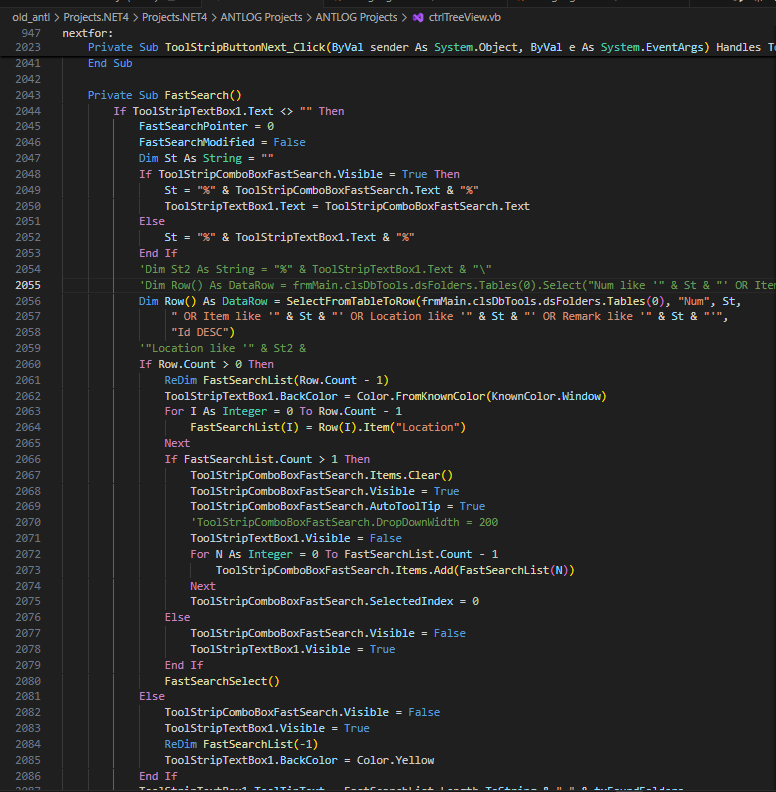 old_antl > Projects.NET4 > Projects.NET4 > ANTLOG Projects > ANTLOG Projects > ctrlTreeView.vb
947 nextfor:
2023 Private Sub ToolStripButtonNext_Click(ByVal sender As System.Object, ByVal e As System.EventArgs) Handles To
2041 End Sub
2042
2043 Private Sub FastSearch()
2044 If ToolStripTextBox1.Text <> "" Then
2045 FastSearchPointer = 0
2046 FastSearchModified = False
2047 Dim St As String = ""
2048 If ToolStripComboBoxFastSearch.Visible = True Then
2049 St = "%" & ToolStripComboBoxFastSearch.Text & "%"
2050 ToolStripTextBox1.Text = ToolStripComboBoxFastSearch.Text
2051 Else
2052 St = "%" & ToolStripTextBox1.Text & "%"
2053 End If
2054 'Dim St2 As String = "%" & ToolStripTextBox1.Text & "\"
2055 'Dim Row() As DataRow = frmMain.clsDbTools.dsFolders.Tables(0).Select("Num like '" & St & "' OR Item
2056 Dim Row() As DataRow = SelectFromTableToRow(frmMain.clsDbTools.dsFolders.Tables(0), "Num", St,
2057 " OR Item like '" & St & "' OR Location like '" & St & "' OR Remark like '" & St & "'",
2058 "Id DESC")
2059 '"Location like '" & St2 &
2060 If Row.Count > 0 Then
2061 ReDim FastSearchList(Row.Count - 1)
2062 ToolStripTextBox1.BackColor = Color.FromKnownColor(KnownColor.Window)
2063 For I As Integer = 0 To Row.Count - 1
2064 FastSearchList(I) = Row(I).Item("Location")
2065 Next
2066 If FastSearchList.Count > 1 Then
2067 ToolStripComboBoxFastSearch.Items.Clear()
2068 ToolStripComboBoxFastSearch.Visible = True
2069 ToolStripComboBoxFastSearch.AutoToolTip = True
2070 'ToolStripComboBoxFastSearch.DropDownWidth = 200
2071 ToolStripTextBox1.Visible = False
2072 For N As Integer = 0 To FastSearchList.Count - 1
2073 ToolStripComboBoxFastSearch.Items.Add(FastSearchList(N))
2074 Next
2075 ToolStripComboBoxFastSearch.SelectedIndex = 0
2076 Else
2077 ToolStripComboBoxFastSearch.Visible = False
2078 ToolStripTextBox1.Visible = True
2079 End If
2080 FastSearchSelect()
2081 Else
2082 ToolStripComboBoxFastSearch.Visible = False
2083 ToolStripTextBox1.Visible = True
2084 ReDim FastSearchList(-1)
2085 ToolStripTextBox1.BackColor = Color.Yellow
2086 End If